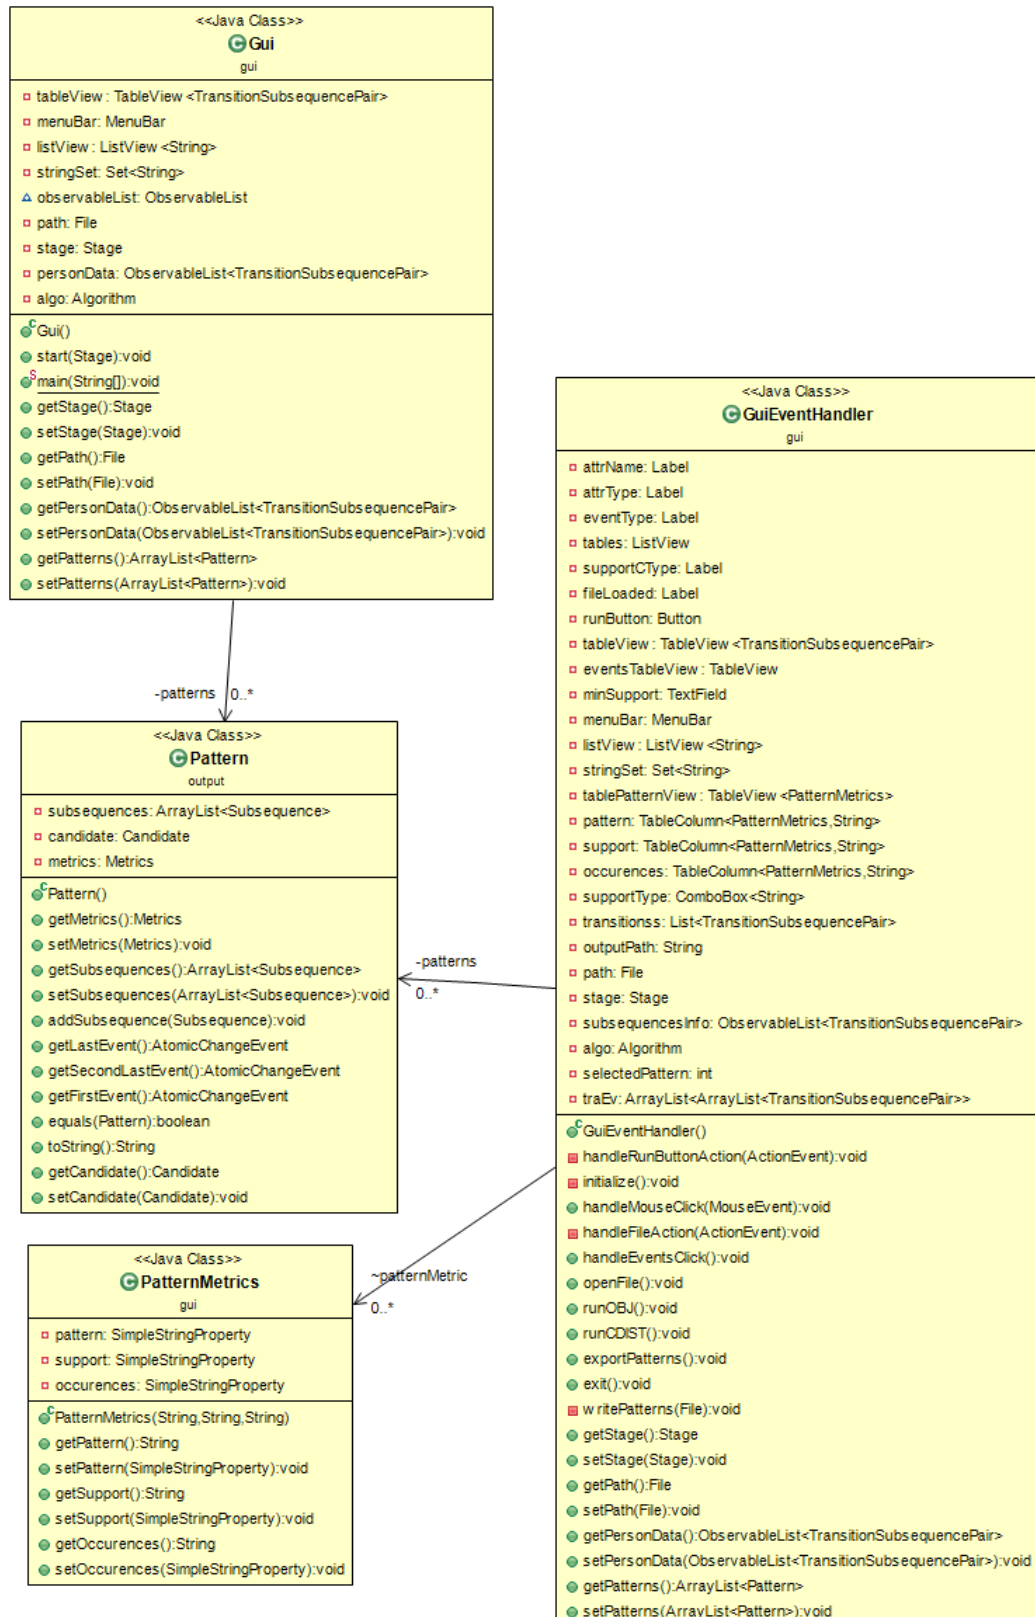 <<Java Class>>
Gui
gui
tableView : TableView <TransitionSubsequencePair>
menuBar: MenuBar
listView : ListView <String>
stringSet: Set<String>
observableList: ObservableList
path: File
stage: Stage
personData: ObservableList<TransitionSubsequencePair>
algo: Algorithm
Gui()
start(Stage):void
main(String[]):void
getStage():Stage
setStage(Stage):void
getPath():File
setPath(File):void
getPersonData():ObservableList<TransitionSubsequencePair>
setPersonData(ObservableList<TransitionSubsequencePair>):void
getPatterns():ArrayList<Pattern>
setPatterns(ArrayList<Pattern>):void
-patterns 0..*
<<Java Class>>
Pattern
output
subsequences: ArrayList<Subsequence>
candidate: Candidate
metrics: Metrics
Pattern()
getMetrics():Metrics
setMetrics(Metrics):void
getSubsequences():ArrayList<Subsequence>
setSubsequences(ArrayList<Subsequence>):void
addSubsequence(Subsequence):void
getLastEvent():AtomicChangeEvent
getSecondLastEvent():AtomicChangeEvent
getFirstEvent():AtomicChangeEvent
equals(Pattern):boolean
toString():String
getCandidate():Candidate
setCandidate(Candidate):void
-patterns
0..*
~patternMetric
0..*
<<Java Class>>
PatternMetrics
gui
pattern: SimpleStringProperty
support: SimpleStringProperty
occurences: SimpleStringProperty
PatternMetrics(String,String,String)
getPattern():String
setPattern(SimpleStringProperty):void
getSupport():String
setSupport(SimpleStringProperty):void
getOccurences():String
setOccurences(SimpleStringProperty):void
<<Java Class>>
GuiEventHandler
gui
attrName: Label
attrType: Label
eventType: Label
tables: ListView
supportCType: Label
fileLoaded: Label
runButton: Button
tableView : TableView <TransitionSubsequencePair>
eventsTableView : TableView
minSupport: TextField
menuBar: MenuBar
listView : ListView <String>
stringSet: Set<String>
tablePatternView : TableView <PatternMetrics>
pattern: TableColumn<PatternMetrics,String>
support: TableColumn<PatternMetrics,String>
occurences: TableColumn<PatternMetrics,String>
supportType: ComboBox<String>
transitionss: List<TransitionSubsequencePair>
outputPath: String
path: File
stage: Stage
subsequencesInfo: ObservableList<TransitionSubsequencePair>
algo: Algorithm
selectedPattern: int
traEv: ArrayList<ArrayList<TransitionSubsequencePair>>
GuiEventHandler()
handleRunButtonAction(ActionEvent):void
initialize():void
handleMouseClick(MouseEvent):void
handleFileAction(ActionEvent):void
handleEventsClick():void
openFile():void
runOBJ():void
runCDIST():void
exportPatterns():void
exit():void
writePatterns(File):void
getStage():Stage
setStage(Stage):void
getPath():File
setPath(File):void
getPersonData():ObservableList<TransitionSubsequencePair>
setPersonData(ObservableList<TransitionSubsequencePair>):void
getPatterns():ArrayList<Pattern>
setPatterns(ArrayList<Pattern>):void